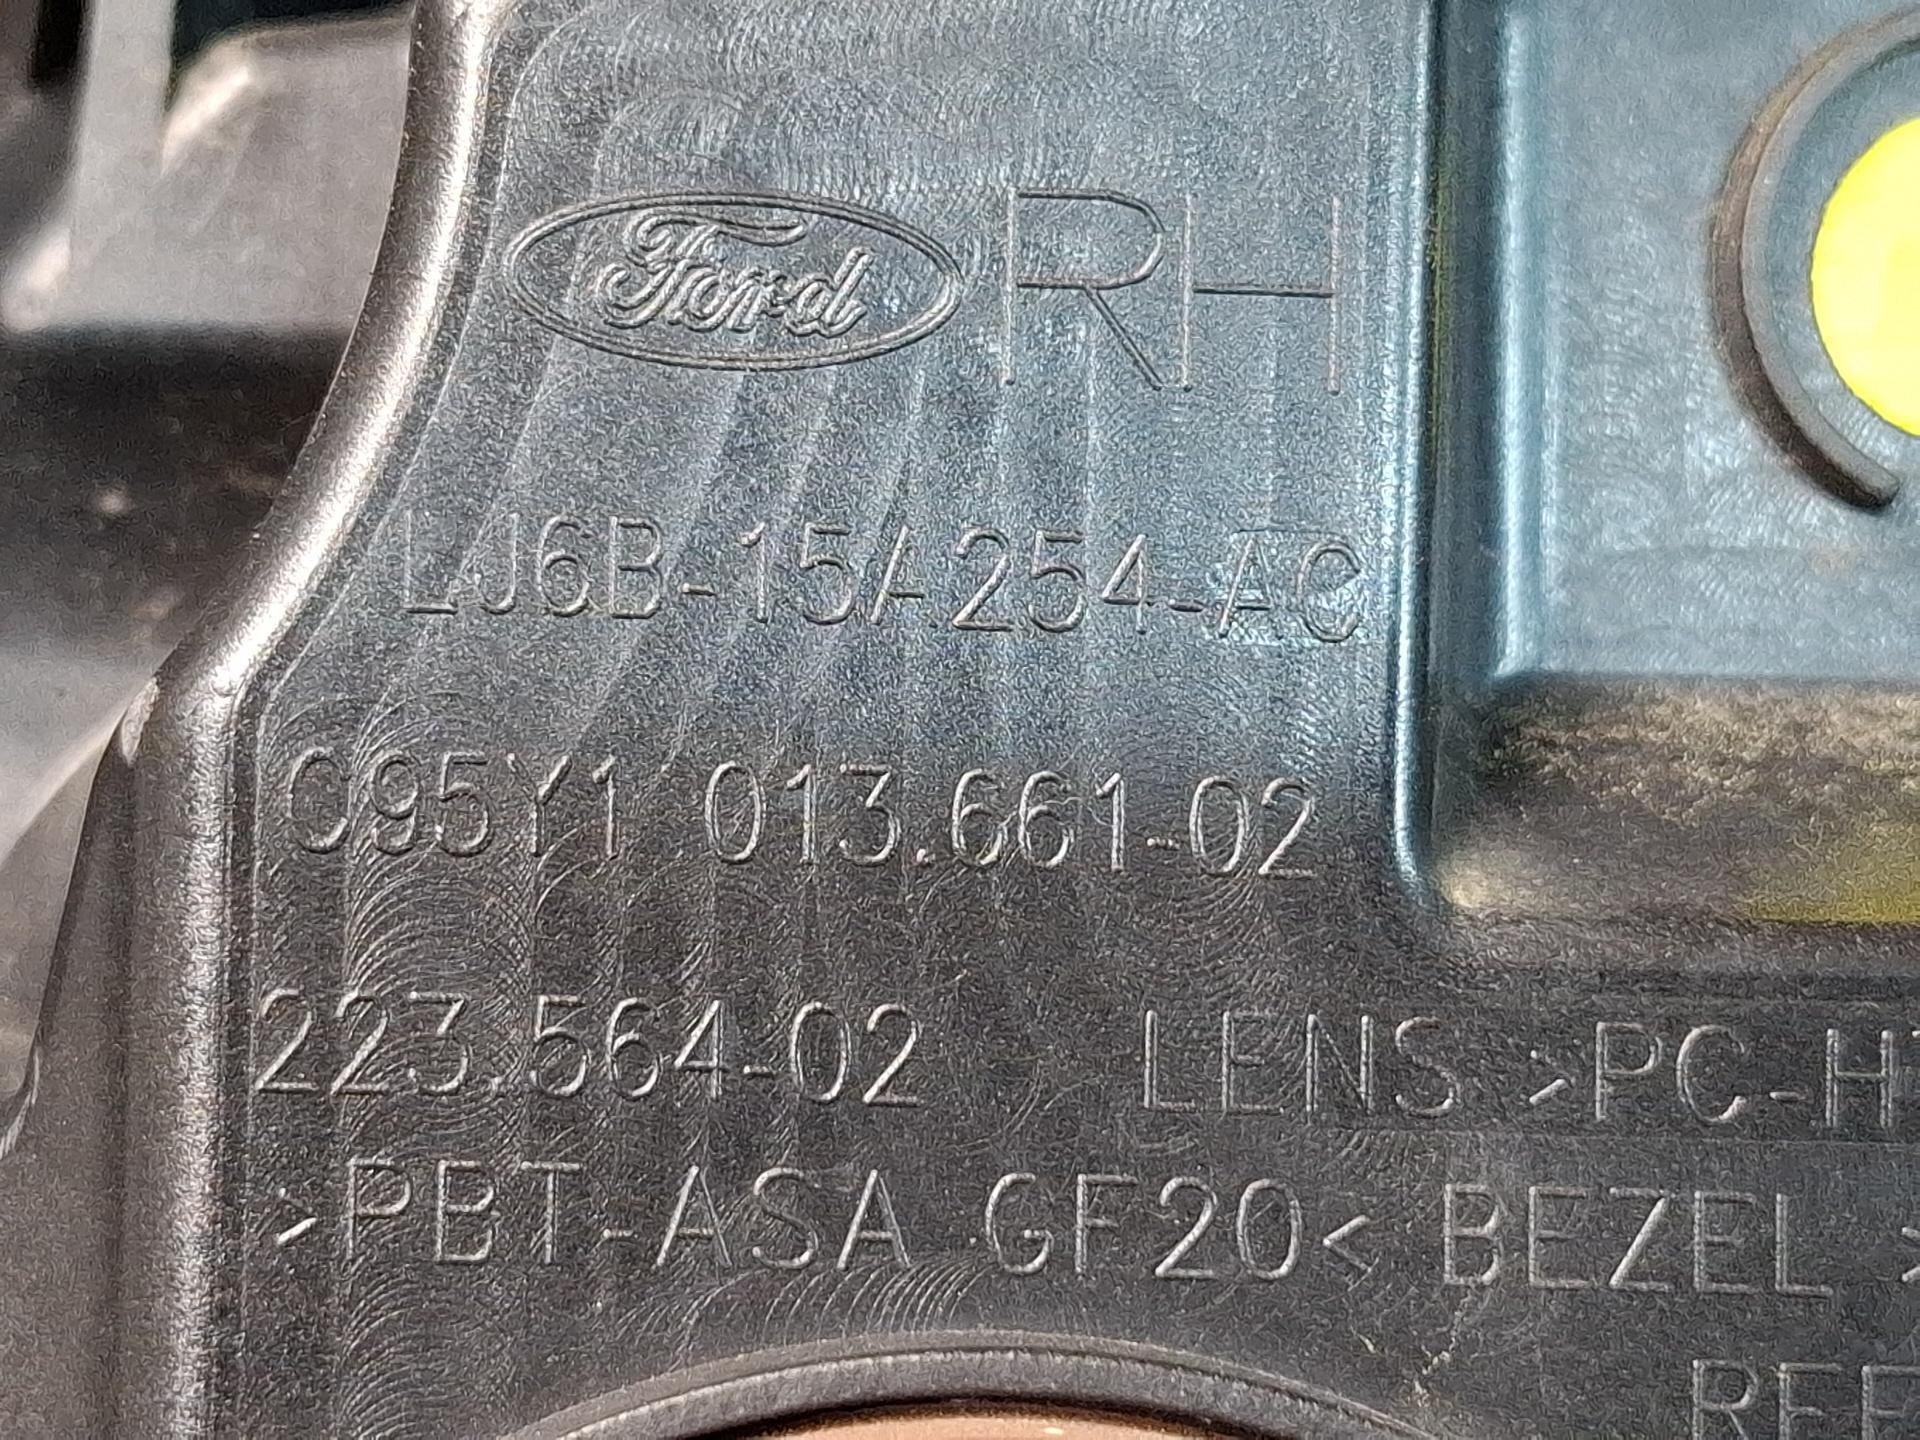 Ford RH
LJ6B-15A254-AC
C95Y1 013.661-02
223.564-02 LENS >PC-H
>PBT-ASA GF20< BEZEL >